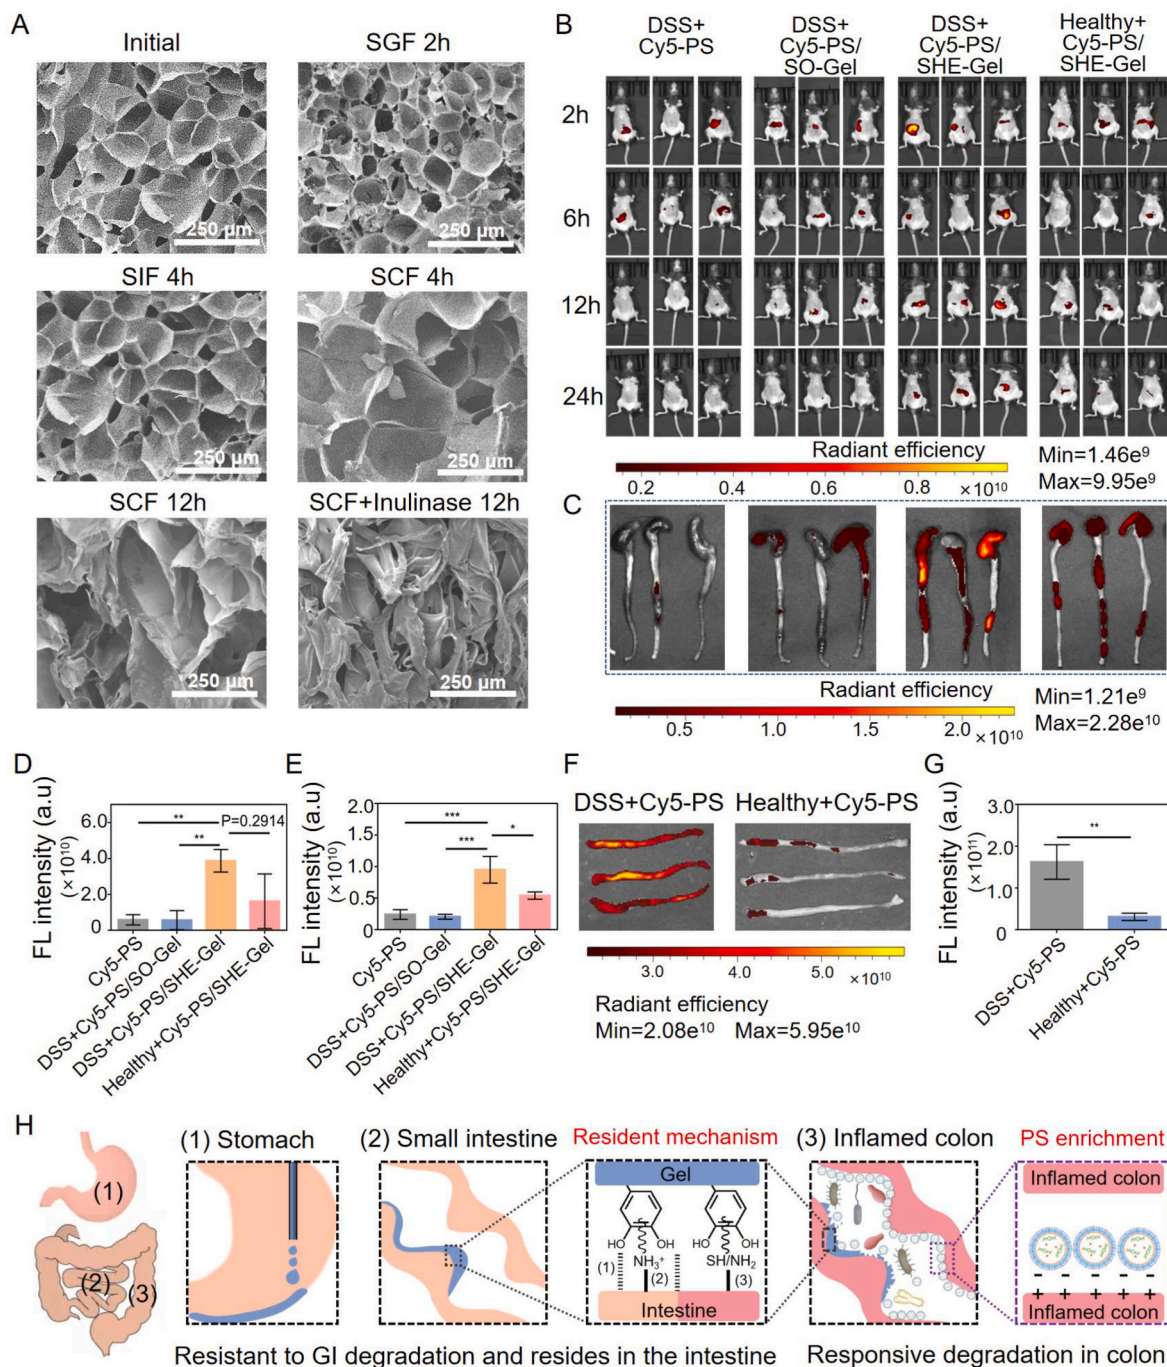 A
Initial
SGF 2h
250 µm
250 µm
SIF 4h
SCF 4h
250 µm
250 µm
SCF 12h
SCF+Inulinase 12h
250 µm
250 µm
B
DSS+
Cy5-PS
DSS+
Cy5-PS/
SO-Gel
DSS+
Cy5-PS/
SHE-Gel
Healthy+
Cy5-PS/
SHE-Gel
2h
6h
12h
24h
Radiant efficiency
0.2 0.4 0.6 0.8 ×10¹⁰
Min=1.46e⁹
Max=9.95e⁹
C
Radiant efficiency
0.5 1.0 1.5 2.0 ×10¹⁰
Min=1.21e⁹
Max=2.28e¹⁰
D
FL intensity (a.u)
(×10¹⁰)
6.0
4.0
2.0
0
**
**
P=0.2914
Cy5-PS
DSS+Cy5-PS/SO-Gel
DSS+Cy5-PS/SHE-Gel
Healthy+Cy5-PS/SHE-Gel
E
FL intensity (a.u)
(×10¹⁰)
2.0
1.5
1.0
0.5
0.0
***
***
*
Cy5-PS
DSS+Cy5-PS/SO-Gel
DSS+Cy5-PS/SHE-Gel
Healthy+Cy5-PS/SHE-Gel
F
DSS+Cy5-PS
Healthy+Cy5-PS
3.0 4.0 5.0 ×10¹⁰
Radiant efficiency
Min=2.08e¹⁰ Max=5.95e¹⁰
G
FL intensity (a.u)
(×10¹¹)
3.0
2.0
1.0
0
**
DSS+Cy5-PS
Healthy+Cy5-PS
H
(1)
(2)
(3)
(1) Stomach
(2) Small intestine
Resident mechanism
Gel
HO OH
HO OH
NH₃⁺
SH/NH₂
(1)
(2)
(3)
Intestine
(3) Inflamed colon
PS enrichment
Inflamed colon
- - - - -
+ + + + +
Inflamed colon
Resistant to GI degradation and resides in the intestine
Responsive degradation in colon